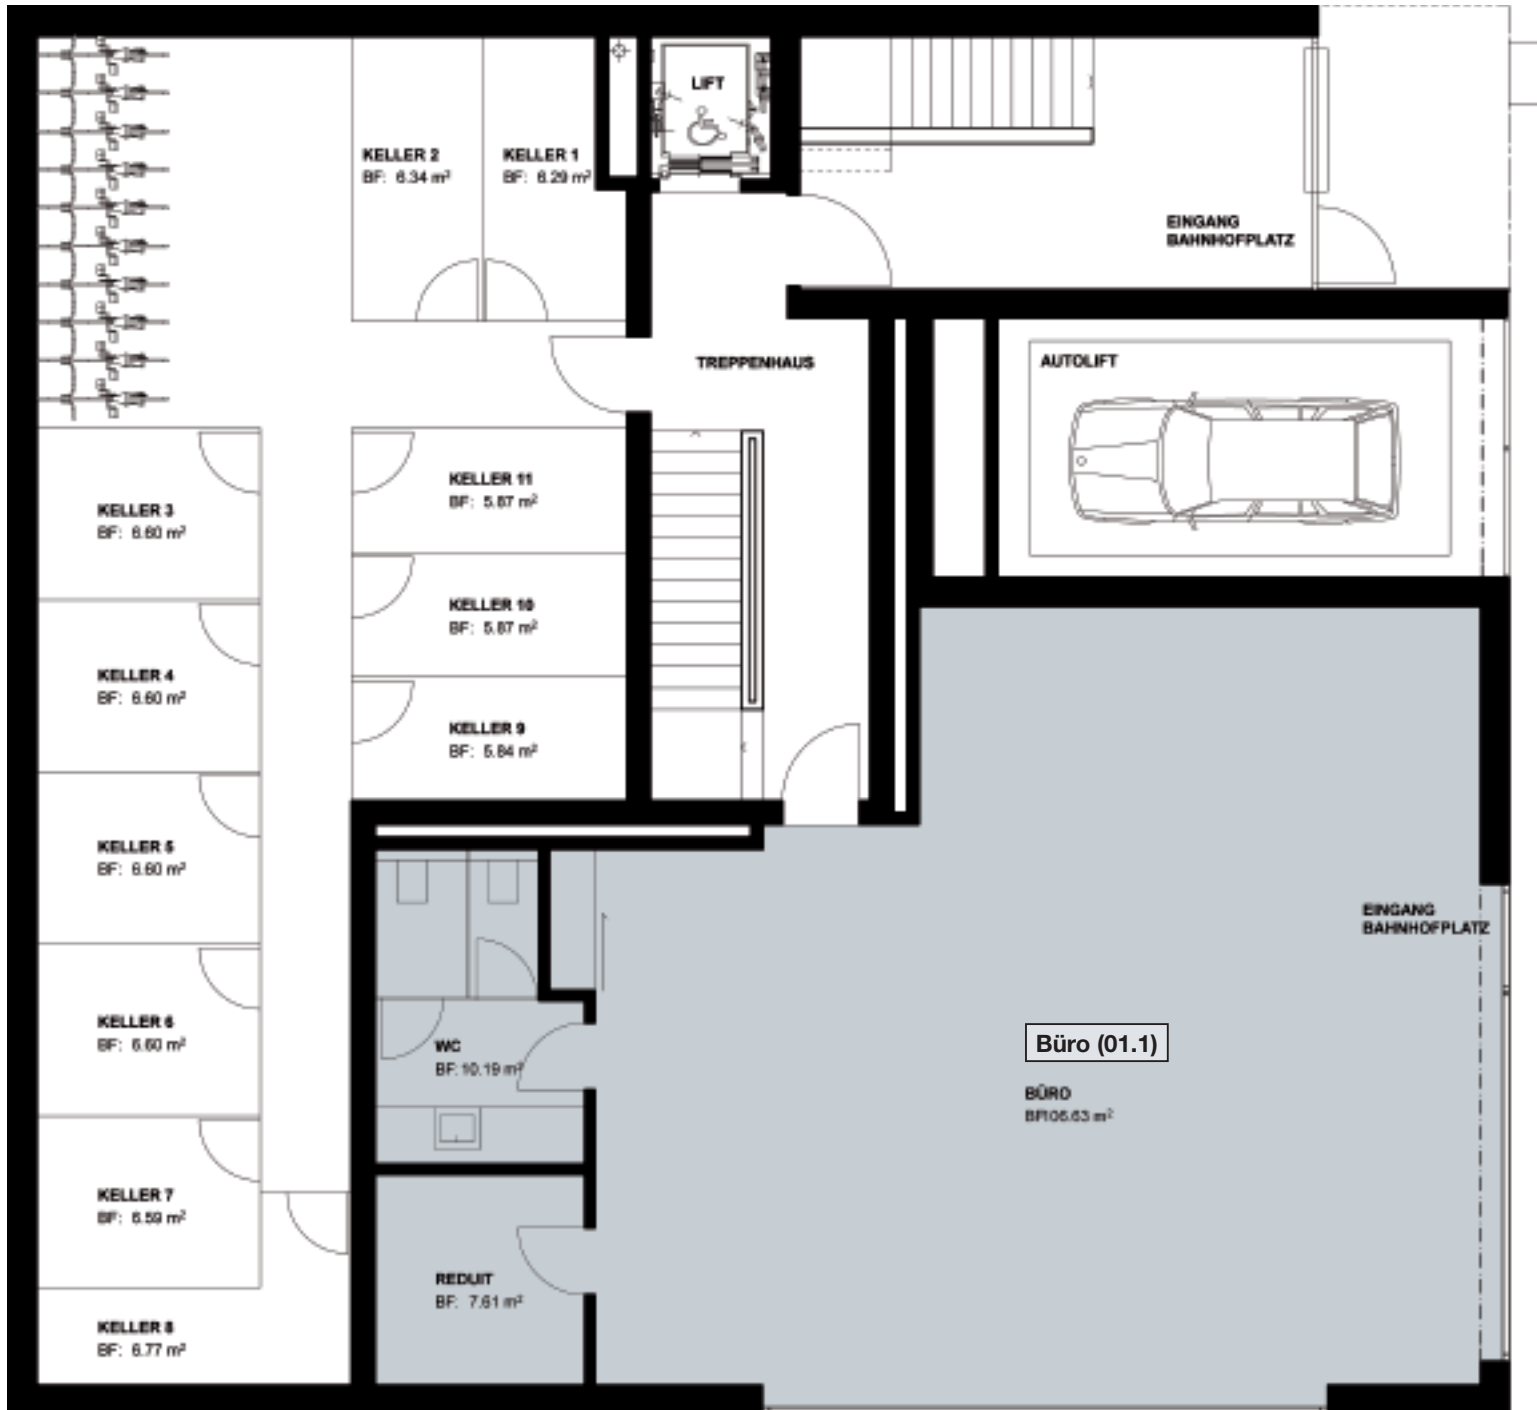 LIFT
KELLER 2
BF: 6.34 m²
KELLER 1
BF: 6.29 m²
EINGANG
BAHNHOFPLATZ
TREPPENHAUS
AUTOLIFT
KELLER 3
BF: 6.60 m²
KELLER 11
BF: 5.87 m²
KELLER 10
BF: 5.87 m²
KELLER 4
BF: 6.60 m²
KELLER 9
BF: 5.84 m²
KELLER 5
BF: 6.60 m²
EINGANG
BAHNHOFPLATZ
KELLER 6
BF: 6.60 m²
WC
BF: 10.19 m²
Büro (01.1)
BÜRO
BF106.63 m²
KELLER 7
BF: 6.59 m²
REDUIT
BF: 7.61 m²
KELLER 8
BF: 6.77 m²